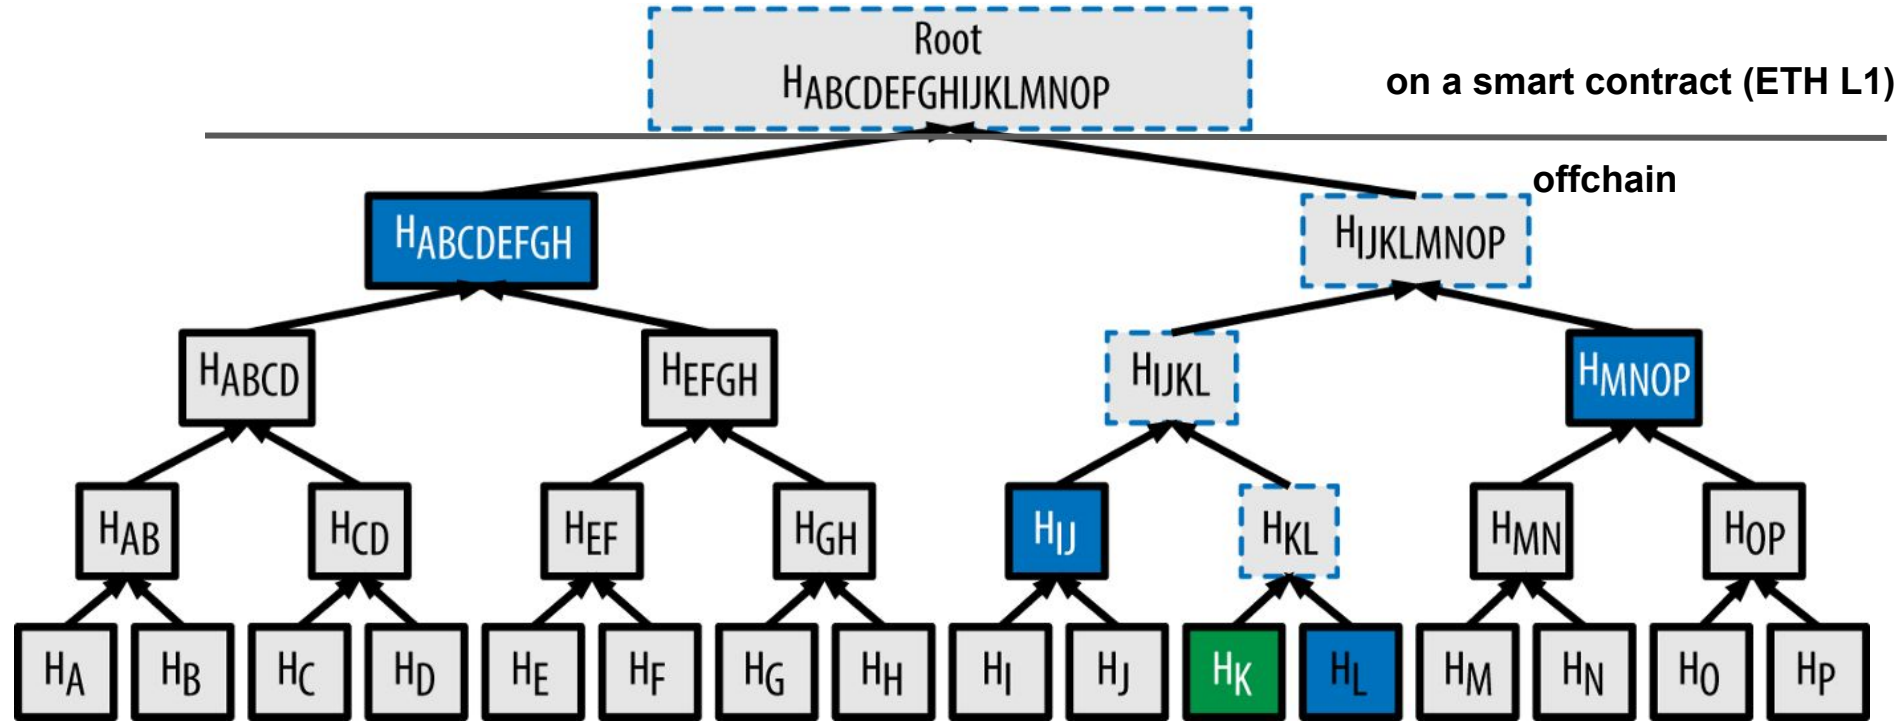 Root
HABCDEFGHIJKLMNOP
on a smart contract (ETH L1)
offchain
HABCDEFGH
HIJKLMNOP
HABCD
HEFGH
HIJKL
HMNOP
HAB
HCD
HEF
HGH
HIJ
HKL
HMN
HOP
HA
HB
HC
HD
HE
HF
HG
HH
HI
HJ
HK
HL
HM
HN
HO
HP